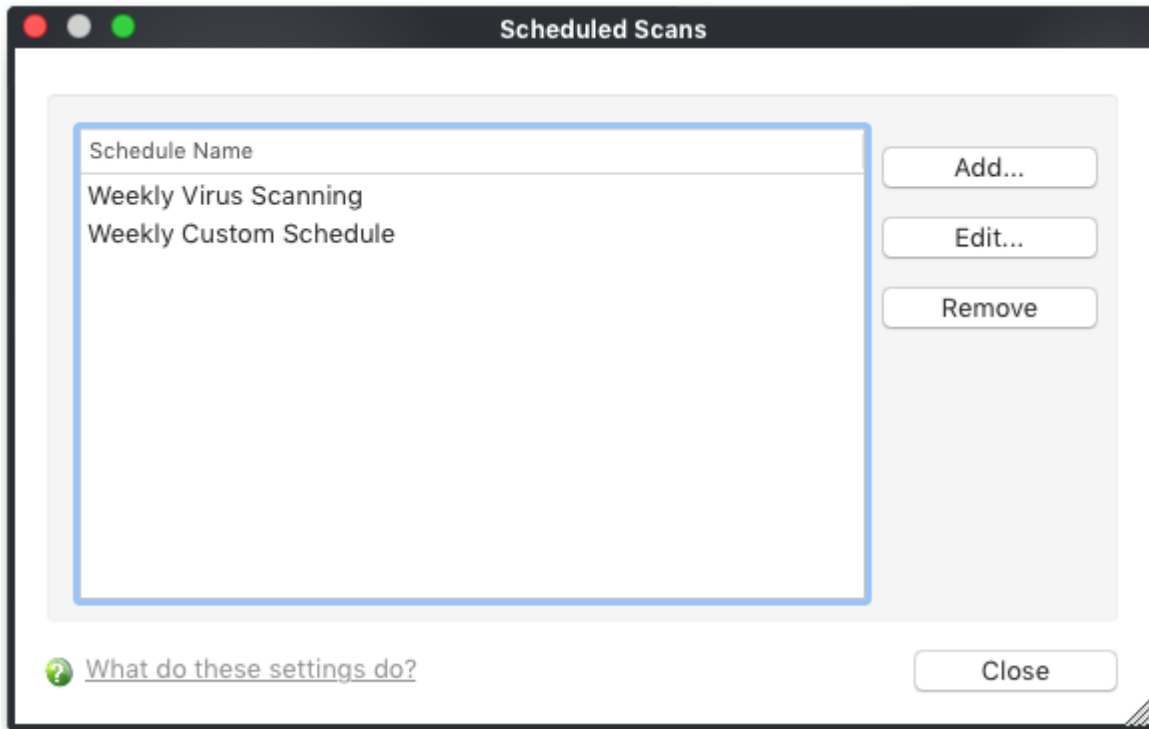 Scheduled Scans
Schedule Name
Weekly Virus Scanning
Weekly Custom Schedule
Add...
Edit...
Remove
What do these settings do?
Close